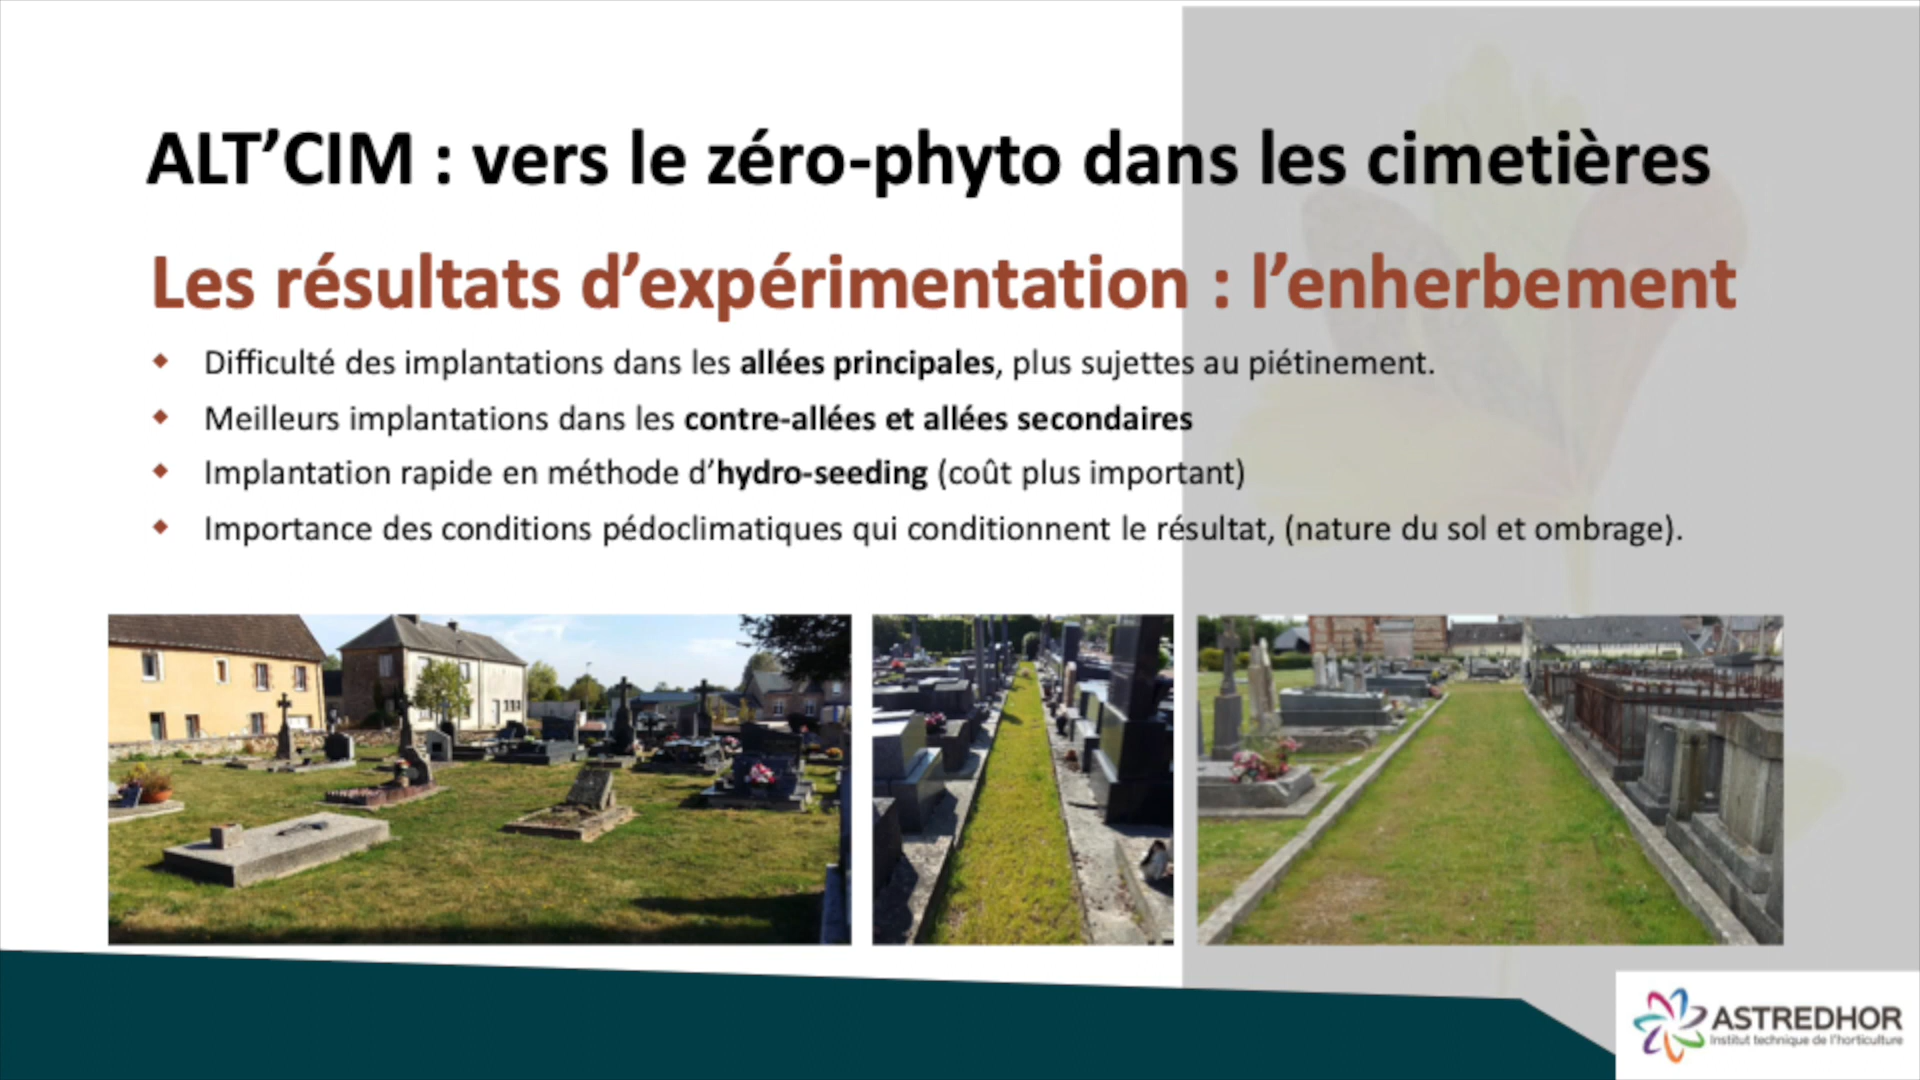 ALT’CIM : vers le zéro-phyto dans les cimetières
Les résultats d’expérimentation : l’enherbement
Difficulté des implantations dans les allées principales, plus sujettes au piétinement.
Meilleurs implantations dans les contre-allées et allées secondaires
Implantation rapide en méthode d’hydro-seeding (coût plus important)
Importance des conditions pédoclimatiques qui conditionnent le résultat, (nature du sol et ombrage).
ASTREDHOR
Institut technique de l’horticulture